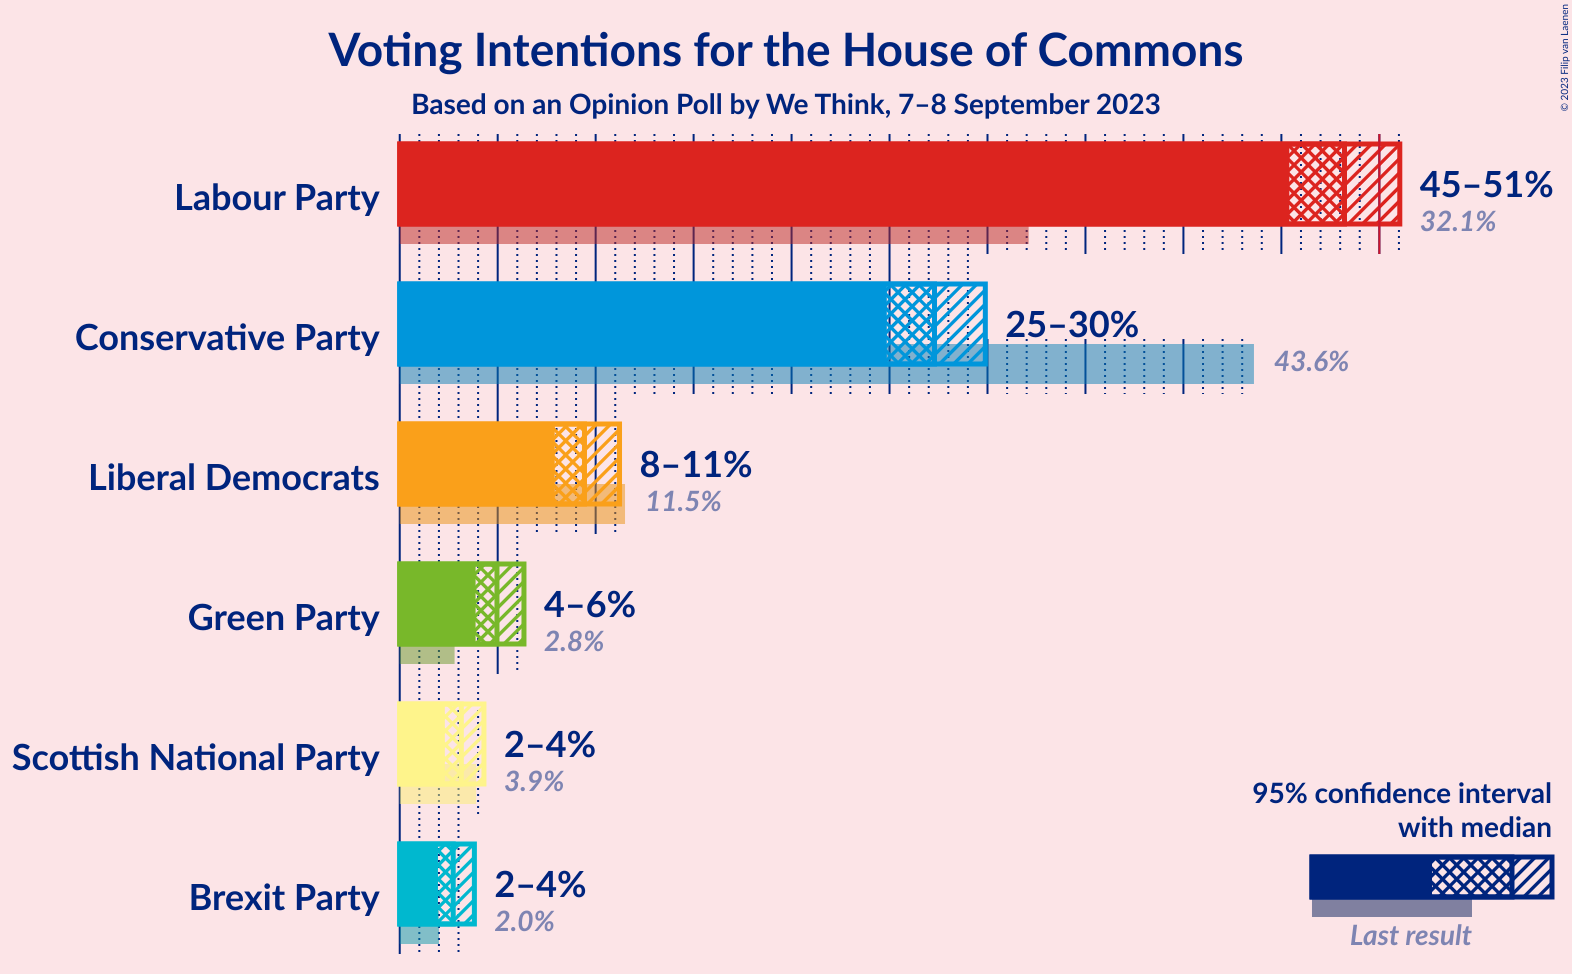 Voting Intentions for the House of Commons
Based on an Opinion Poll by We Think, 7–8 September 2023
© 2023 Filip van Laenen
Labour Party
45–51%
32.1%
Conservative Party
25–30%
43.6%
Liberal Democrats
8–11%
11.5%
Green Party
4–6%
2.8%
Scottish National Party
2–4%
3.9%
Brexit Party
2–4%
2.0%
95% confidence interval
with median
Last result